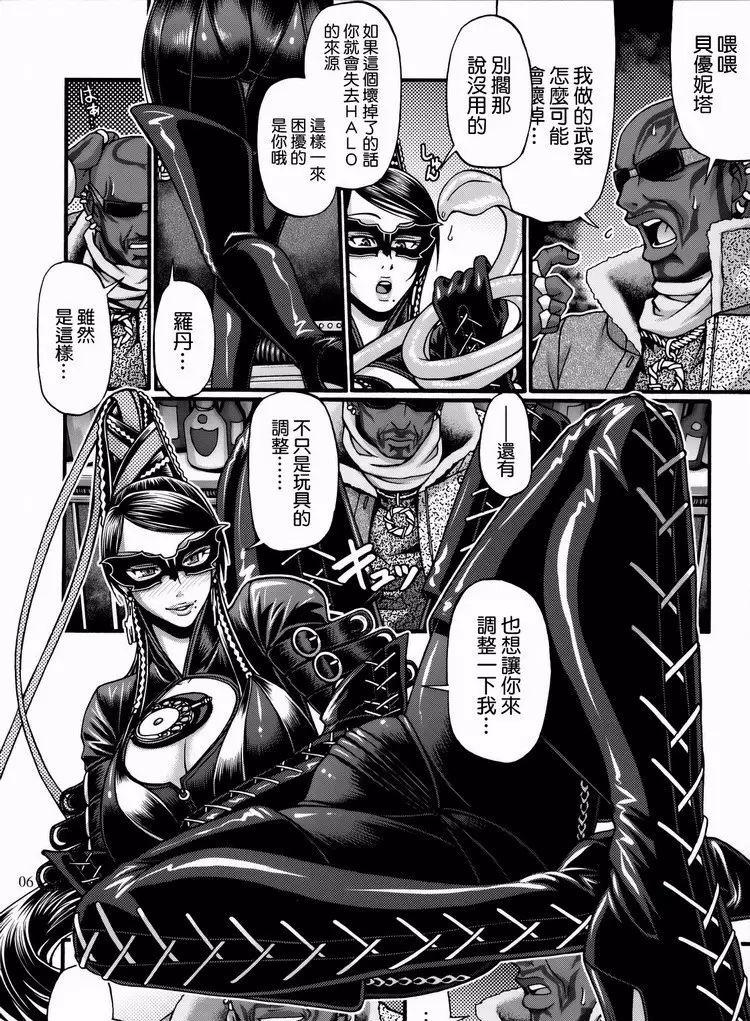 喂喂
貝優妮塔
我做的武器
怎麼可能
會壞掉…
別擱那
說沒用的
如果這個壞掉了的話
你就會失去HALO
的來源
這樣一來
困擾的
是你哦
はぁ…
羅丹…
雖然
是這樣…
——還有
不只是玩具的
調整……
キュッ
也想讓你來
調整一下我…
06